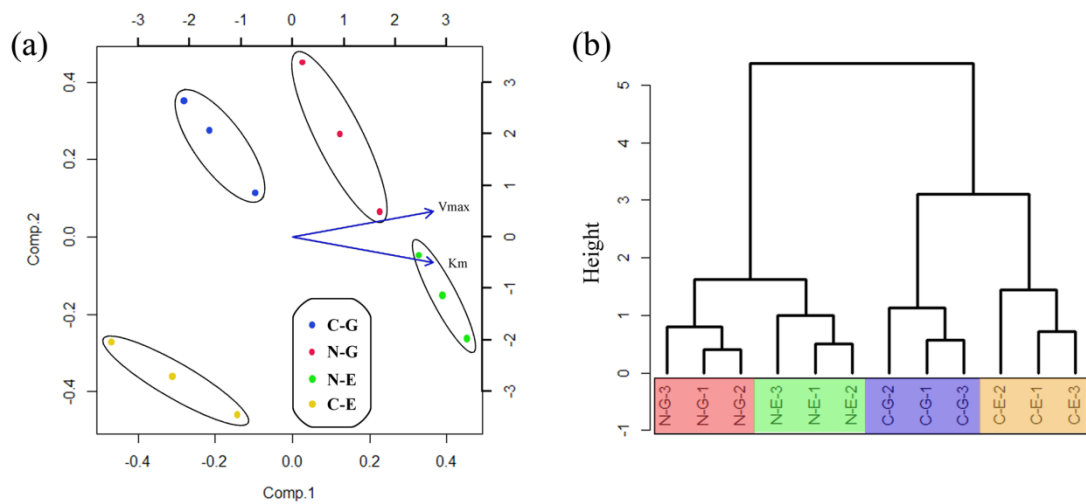 (a)
-3 -2 -1 0 1 2 3
0.4
0.2
0.0
-0.2
-0.4
Comp.2
3
2
1
0
-1
-2
-3
Vmax
Km
C-G
N-G
N-E
C-E
-0.4 -0.2 0.0 0.2 0.4
Comp.1
(b)
Height
5
4
3
2
1
0
-1
N-G-3
N-G-1
N-G-2
N-E-3
N-E-1
N-E-2
C-G-2
C-G-1
C-G-3
C-E-2
C-E-1
C-E-3